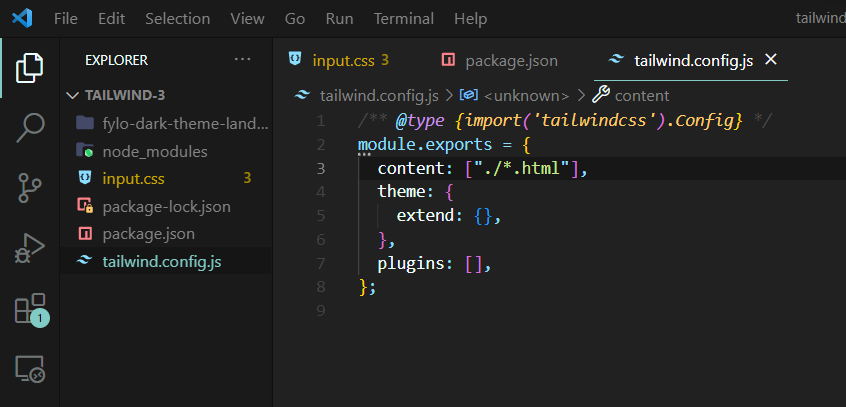 File Edit Selection View Go Run Terminal Help tailwind
EXPLORER ...
input.css 3 package.json tailwind.config.js
TAILWIND-3
fylo-dark-theme-land...
node_modules
input.css 3
package-lock.json
package.json
tailwind.config.js
1
tailwind.config.js > <unknown> > content
1 /** @type {import('tailwindcss').Config} */
2 module.exports = {
3 content: ["./*.html"],
4 theme: {
5 extend: {},
6 },
7 plugins: [],
8 };
9